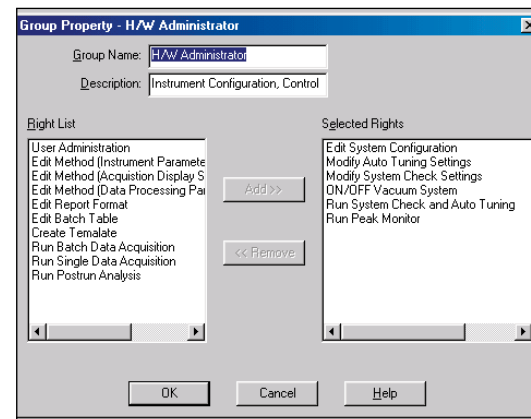 Group Property - H/W Administrator
Group Name: H/W Administrator
Description: Instrument Configuration, Control
Right List
User Administration
Edit Method (Instrument Paramete
Edit Method (Acquistion Display S
Edit Method (Data Processing Par
Edit Report Format
Edit Batch Table
Create Temalate
Run Batch Data Acquisition
Run Single Data Acquisition
Run Postrun Analysis
Add >>
<< Remove
Selected Rights
Edit System Configuration
Modify Auto Tuning Settings
Modify System Check Settings
ON/OFF Vacuum System
Run System Check and Auto Tuning
Run Peak Monitor
OK
Cancel
Help